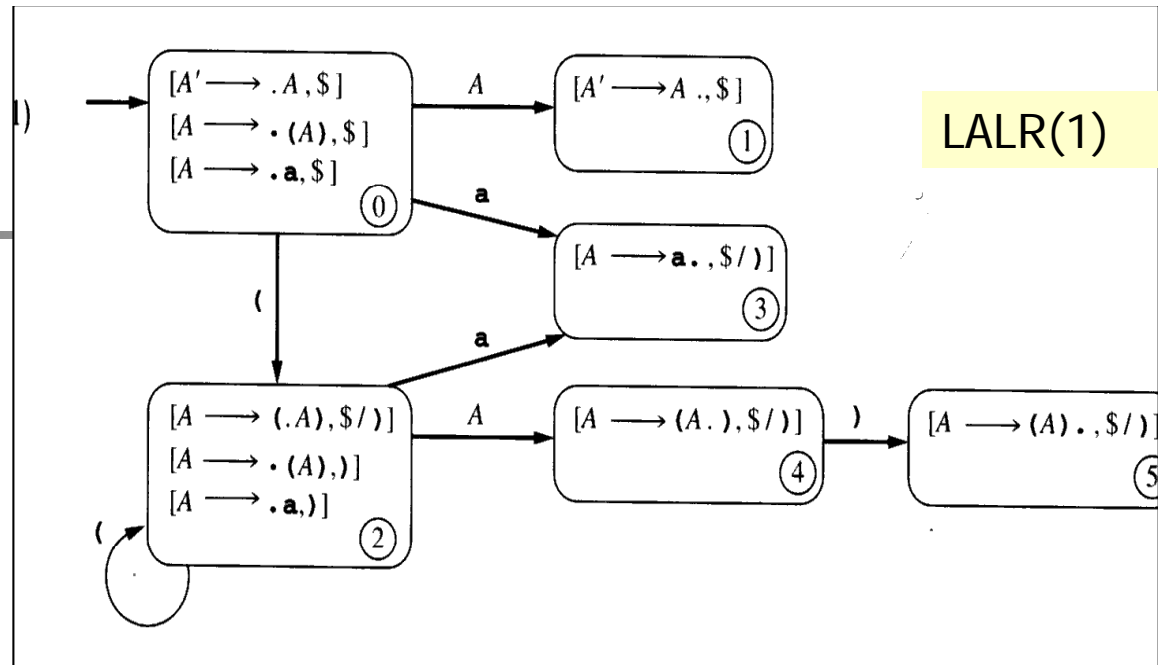 [A′ ⟶ .A,$]
[A ⟶ .(A),$]
[A ⟶ .a,$]
0
A
[A′ ⟶ A.,$]
1
LALR(1)
a
[A ⟶ a.,$/)]
3
(
a
[A ⟶ (.A),$/)]
[A ⟶ .(A),)]
[A ⟶ .a,)]
2
(
A
[A ⟶ (A.),$/)]
4
)
[A ⟶ (A).,$/)]
5